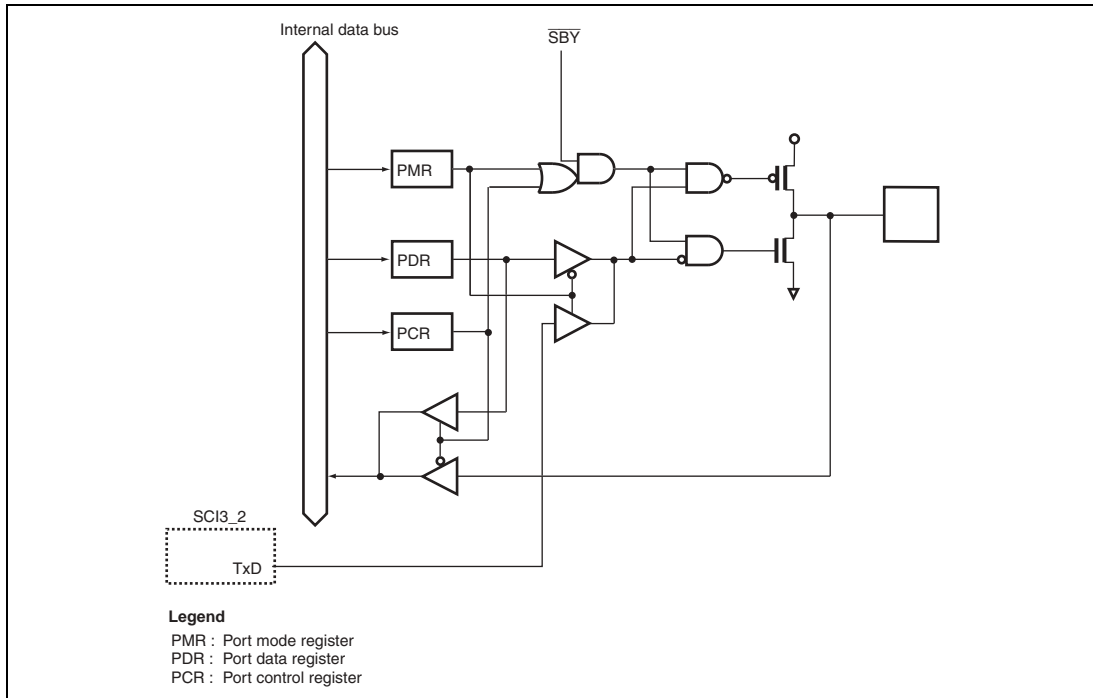 Internal data bus
SBY
PMR
PDR
PCR
SCI3_2
TxD
Legend
PMR : Port mode register
PDR : Port data register
PCR : Port control register